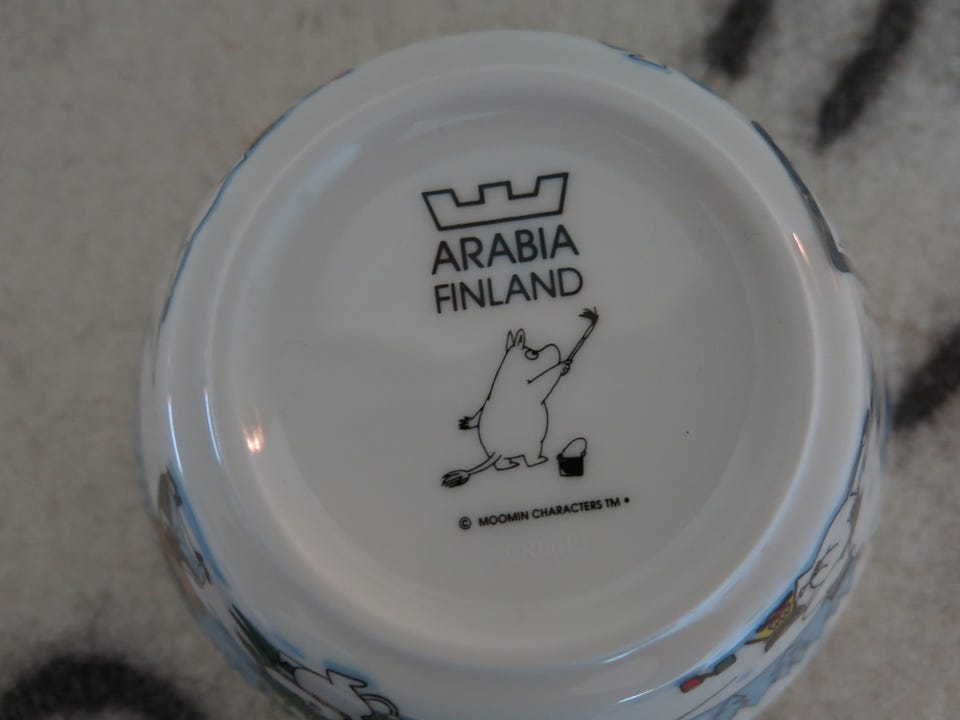 ARABIA
FINLAND
© MOOMIN CHARACTERS TM •